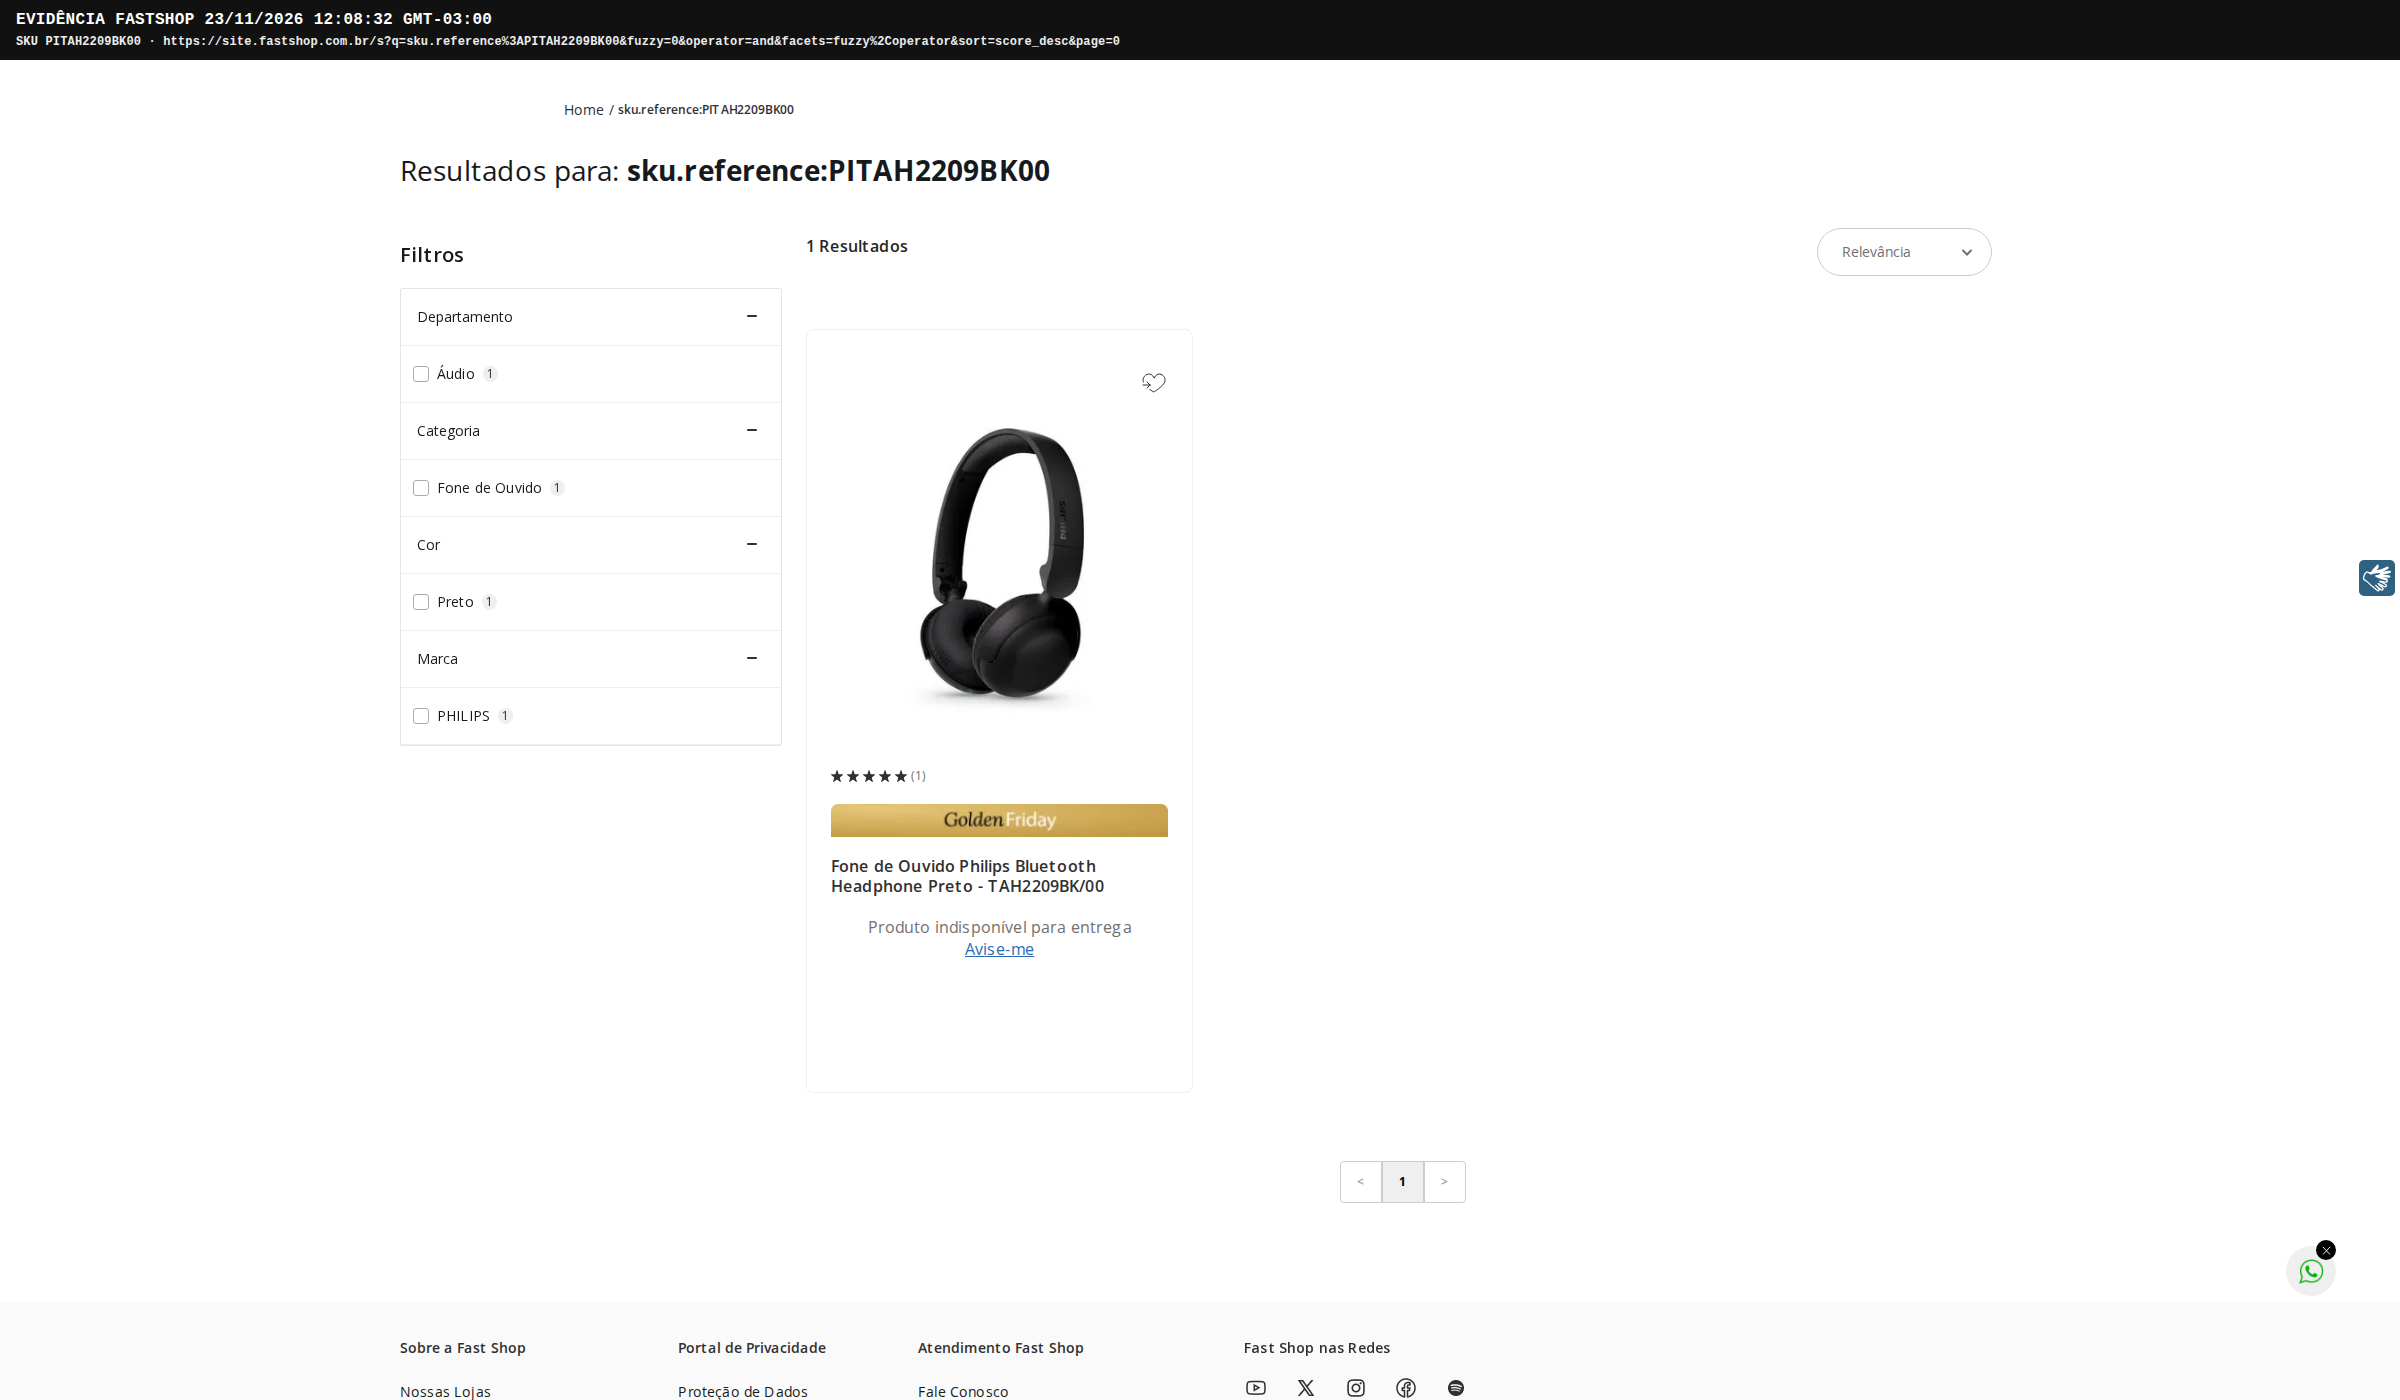 EVIDÊNCIA FASTSHOP 23/11/2026 12:08:32 GMT-03:00
SKU PITAH2209BK00 · https://site.fastshop.com.br/s?q=sku.reference%3APITAH2209BK00&fuzzy=0&operator=and&facets=fuzzy%2Coperator&sort=score_desc&page=0
Home / sku.reference:PITAH2209BK00
Resultados para: sku.reference:PITAH2209BK00
Filtros
1 Resultados
Relevância
Departamento
Áudio 1
Categoria
Fone de Ouvido 1
Cor
Preto 1
Marca
PHILIPS 1
PHILIPS
(1)
Golden Friday
Fone de Ouvido Philips Bluetooth
Headphone Preto - TAH2209BK/00
Produto indisponível para entrega
Avise-me
< 1 >
Sobre a Fast Shop
Portal de Privacidade
Atendimento Fast Shop
Fast Shop nas Redes
Nossas Lojas
Proteção de Dados
Fale Conosco